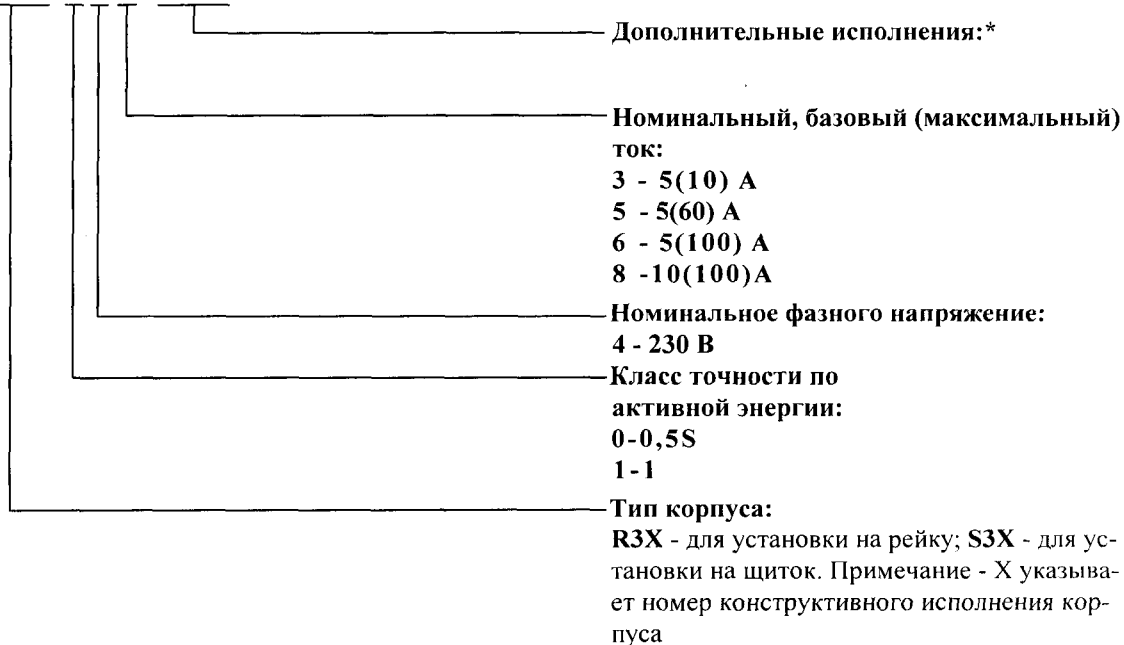 Дополнительные исполнения:*
Номинальный, базовый (максимальный)
ток:
3 - 5(10) А
5 - 5(60) А
6 - 5(100) А
8 -10(100)А
Номинальное фазного напряжение:
4 - 230 В
Класс точности по
активной энергии:
0-0,5S
1-1
Тип корпуса:
R3X - для установки на рейку; S3X - для ус-
тановки на щиток. Примечание - X указыва-
ет номер конструктивного исполнения кор-
пуса